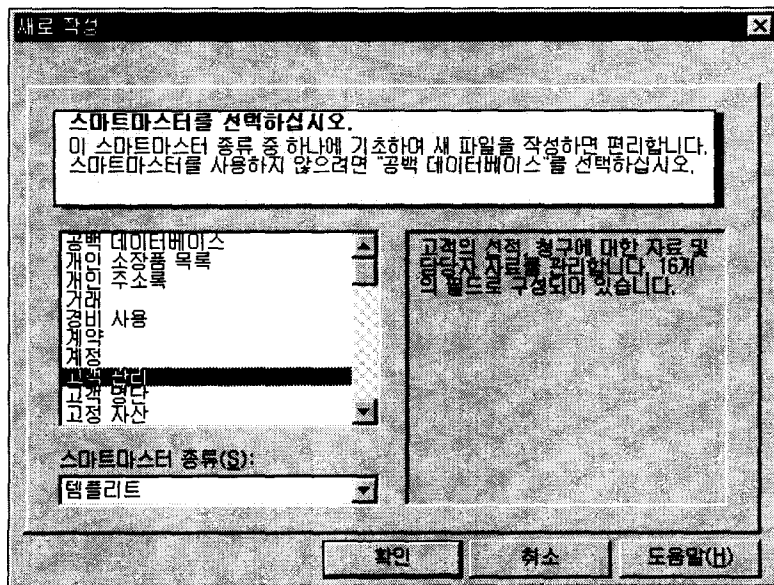 새로 작성
스마트마스터를 선택하십시오.
이 스마트마스터 종류 중 하나에 기초하며 새 파일을 작성하면 편리합니다.
스마트마스터를 사용하지 않으려면 "공백 데이터베이스"를 선택하십시오.
공백 데이터베이스
개인 소장품 목록
개인 주소록
거래
경비 사용
계약
계정
고객 관리
고객 명단
고정 자산
고객의 선적, 청구에 대한 자료 및
담당자 자료를 관리합니다. 16개
의 필드로 구성되어 있습니다.
스마트마스터 종류(S):
템플리트
확인 취소 도움말(H)